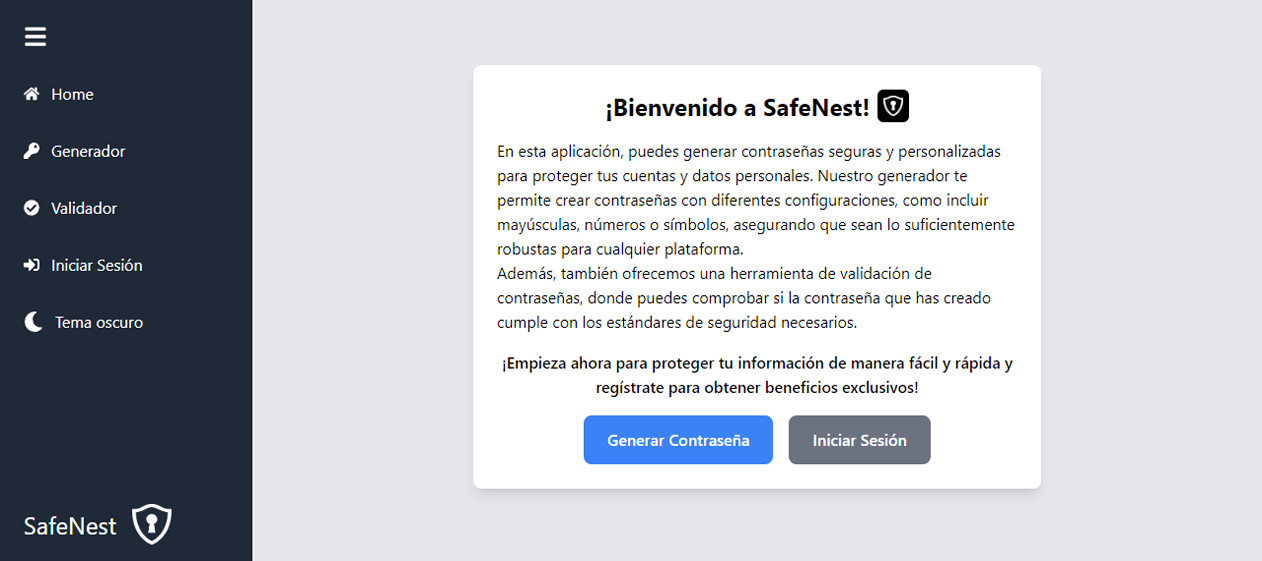 Home
Generador
Validador
Iniciar Sesión
Tema oscuro
SafeNest
¡Bienvenido a SafeNest!
En esta aplicación, puedes generar contraseñas seguras y personalizadas
para proteger tus cuentas y datos personales. Nuestro generador te
permite crear contraseñas con diferentes configuraciones, como incluir
mayúsculas, números o símbolos, asegurando que sean lo suficientemente
robustas para cualquier plataforma.
Además, también ofrecemos una herramienta de validación de
contraseñas, donde puedes comprobar si la contraseña que has creado
cumple con los estándares de seguridad necesarios.
¡Empieza ahora para proteger tu información de manera fácil y rápida y
regístrate para obtener beneficios exclusivos!
Generar Contraseña
Iniciar Sesión